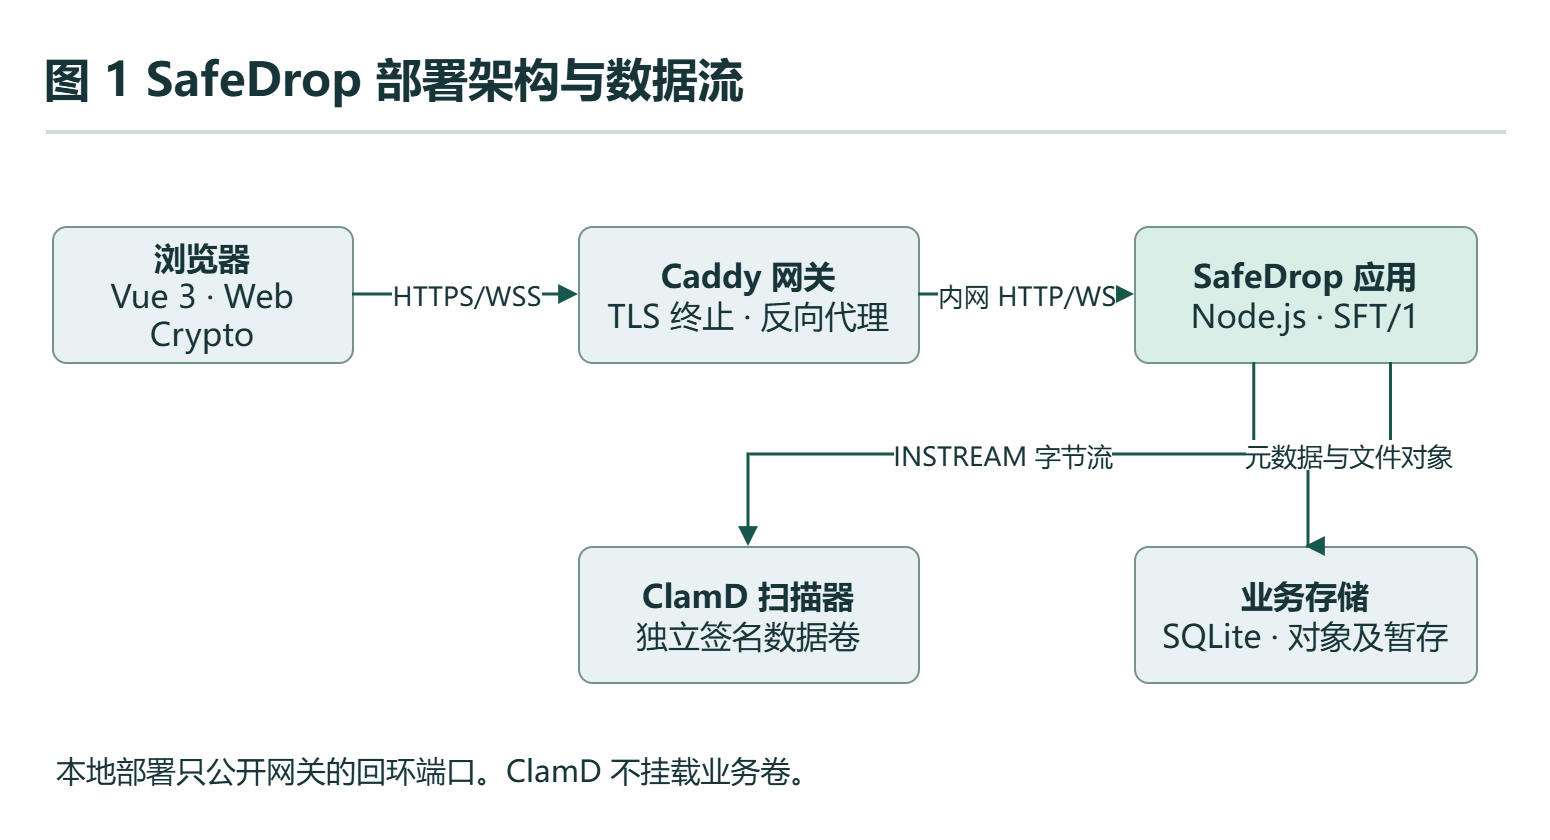 图 1 SafeDrop 部署架构与数据流
浏览器
Vue 3 · Web
Crypto
HTTPS/WSS
Caddy 网关
TLS 终止 · 反向代理
内网 HTTP/WS
SafeDrop 应用
Node.js · SFT/1
INSTREAM 字节流
元数据与文件对象
ClamD 扫描器
独立签名数据卷
业务存储
SQLite · 对象及暂存
本地部署只公开网关的回环端口。ClamD 不挂载业务卷。